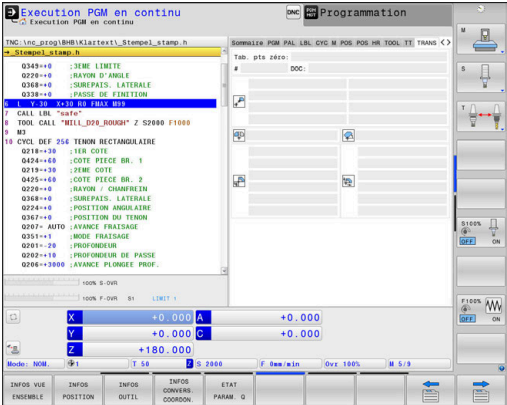 Execution PGM en continu
Execution PGM en continu
DNC
Programmation
TNC:\nc_prog\BHB\Klartext\_Stempel_stamp.h
→_Stempel_stamp.h
Q349=+0 ;3EME LIMITE
Q220=+0 ;RAYON D'ANGLE
Q368=+0 ;SUREPAIS. LATERALE
Q338=+0 ;PASSE DE FINITION
6 L Y-30 X+30 R0 FMAX M99
7 CALL LBL "safe"
8 TOOL CALL "MILL_D20_ROUGH" Z S2000 F1000
9 M3
10 CYCL DEF 256 TENON RECTANGULAIRE
Q218=+30 ;1ER COTE
Q424=+60 ;COTE PIECE BR. 1
Q219=+30 ;2EME COTE
Q425=+60 ;COTE PIECE BR. 2
Q220=+0 ;RAYON / CHANFREIN
Q368=+0 ;SUREPAIS. LATERALE
Q224=+0 ;POSITION ANGULAIRE
Q367=+0 ;POSITION DU TENON
Q207= AUTO ;AVANCE FRAISAGE
Q351=+1 ;MODE FRAISAGE
Q201=-20 ;PROFONDEUR
Q202=+10 ;PROFONDEUR DE PASSE
Q206=+3000 ;AVANCE PLONGEE PROF.
Sommaire PGM PAL LBL CYC M POS POS HR TOOL TT TRANS
Tab. pts zéro:
# DOC:
100% S-OVR
100% F-OVR S1 LIMIT 1
X +0.000 A +0.000
Y +0.000 C +0.000
Z +180.000
Mode: NOM. 1 T 50 Z S 2000 F 0mm/min Ovr 100% M 5/9
INFOS VUE ENSEMBLE
INFOS POSITION
INFOS OUTIL
INFOS CONVERS. COORDON.
ETAT PARAM. Q
M
S
T
S100%
OFF ON
F100%
OFF ON